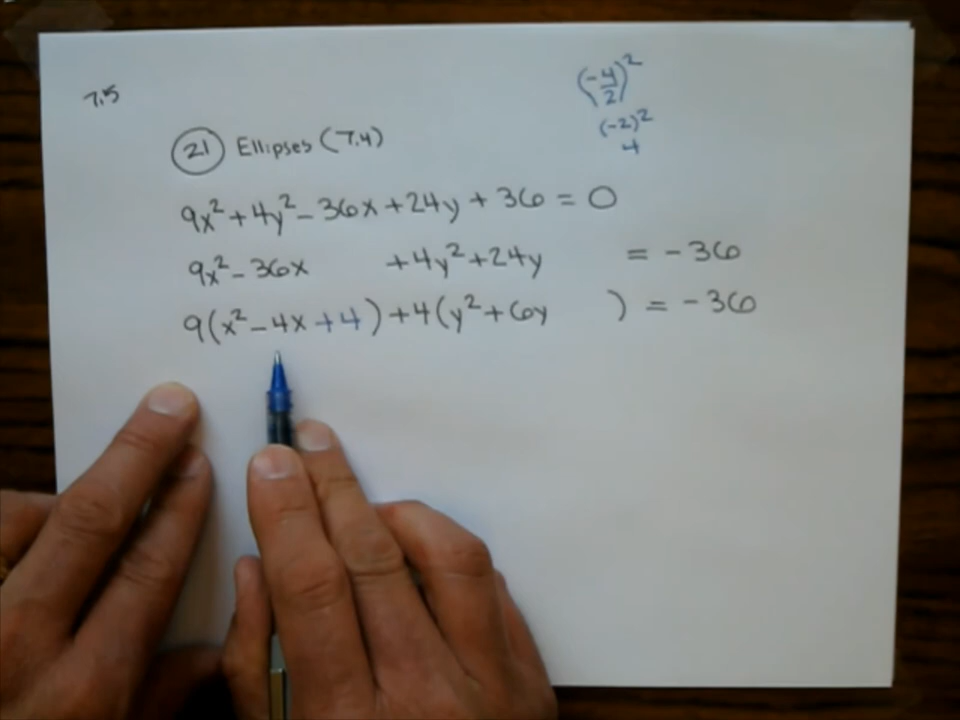 7.5
(-4/2)²
(-2)²
4
21 Ellipses (7.4)
9x² + 4y² - 36x + 24y + 36 = 0
9x² - 36x + 4y² + 24y = -36
9(x² - 4x + 4) + 4(y² + 6y ) = -36